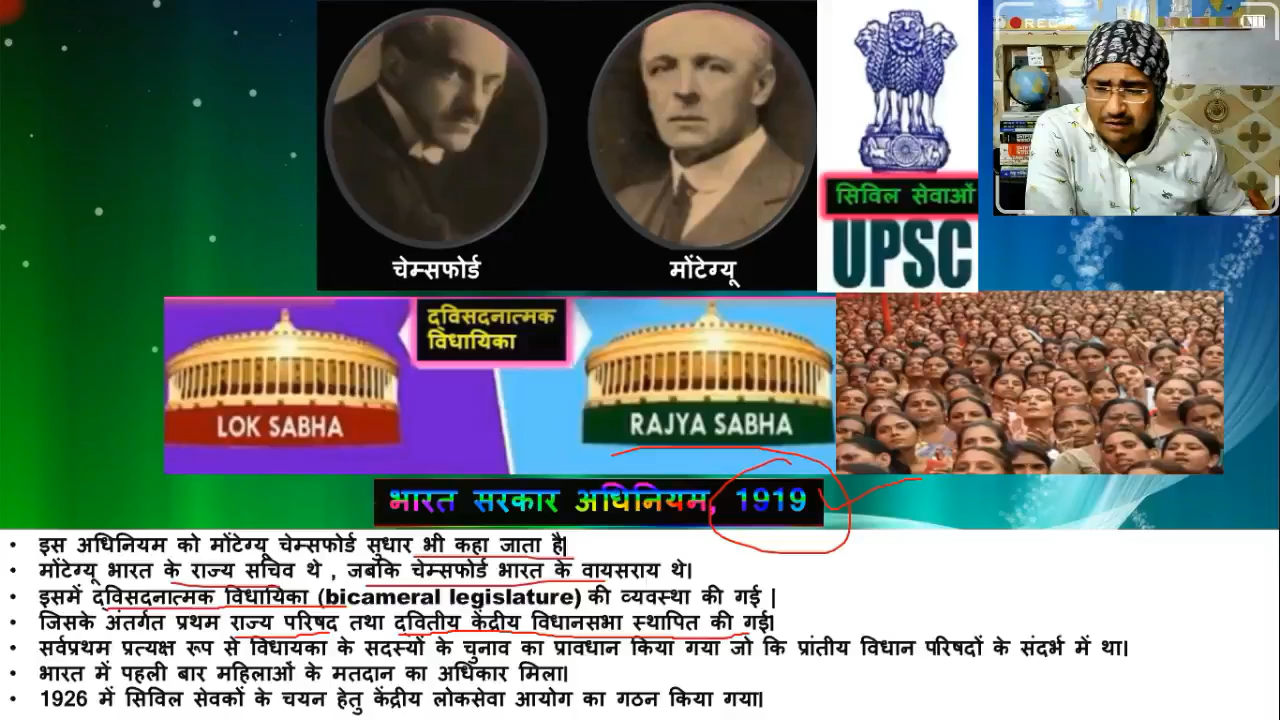 REC
चेम्सफोर्ड
मोंटेग्यू
सिविल सेवाओं
UPSC
द्विसदनात्मक
विधायिका
LOK SABHA
RAJYA SABHA
भारत सरकार अधिनियम, 1919
• इस अधिनियम को मोंटेग्यू चेम्सफोर्ड सुधार भी कहा जाता है|
• मोंटेग्यू भारत के राज्य सचिव थे , जबकि चेम्सफोर्ड भारत के वायसराय थे।
• इसमें द्विसदनात्मक विधायिका (bicameral legislature) की व्यवस्था की गई |
• जिसके अंतर्गत प्रथम राज्य परिषद तथा दवितीय केंद्रीय विधानसभा स्थापित की गई।
• सर्वप्रथम प्रत्यक्ष रूप से विधायका के सदस्यों के चुनाव का प्रावधान किया गया जो कि प्रांतीय विधान परिषदों के संदर्भ में था।
• भारत में पहली बार महिलाओं के मतदान का अधिकार मिला।
• 1926 में सिविल सेवकों के चयन हेतु केंद्रीय लोकसेवा आयोग का गठन किया गया।